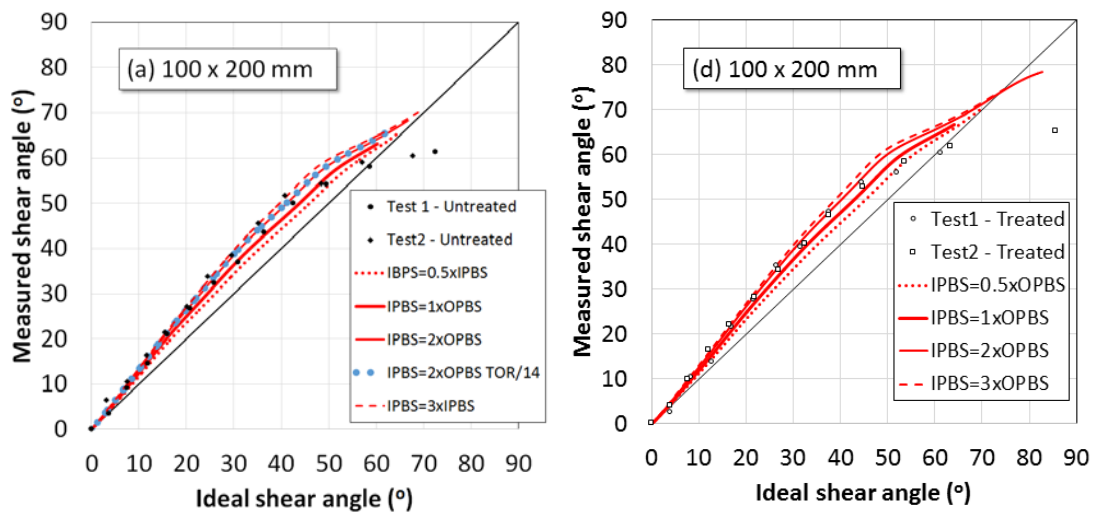 90
80
70
60
50
40
30
20
10
0
Measured shear angle (o)
(a) 100 x 200 mm
Test 1 - Untreated
Test2 - Untreated
IBPS=0.5xIPBS
IPBS=1xOPBS
IPBS=2xOPBS
IPBS=2xOPBS TOR/14
IPBS=3xIPBS
0 10 20 30 40 50 60 70 80 90
Ideal shear angle (o)
90
80
70
60
50
40
30
20
10
0
Measured shear angle (o)
(d) 100 x 200 mm
Test1 - Treated
Test2 - Treated
IPBS=0.5xOPBS
IPBS=1xOPBS
IPBS=2xOPBS
IPBS=3xOPBS
0 10 20 30 40 50 60 70 80 90
Ideal shear angle (o)